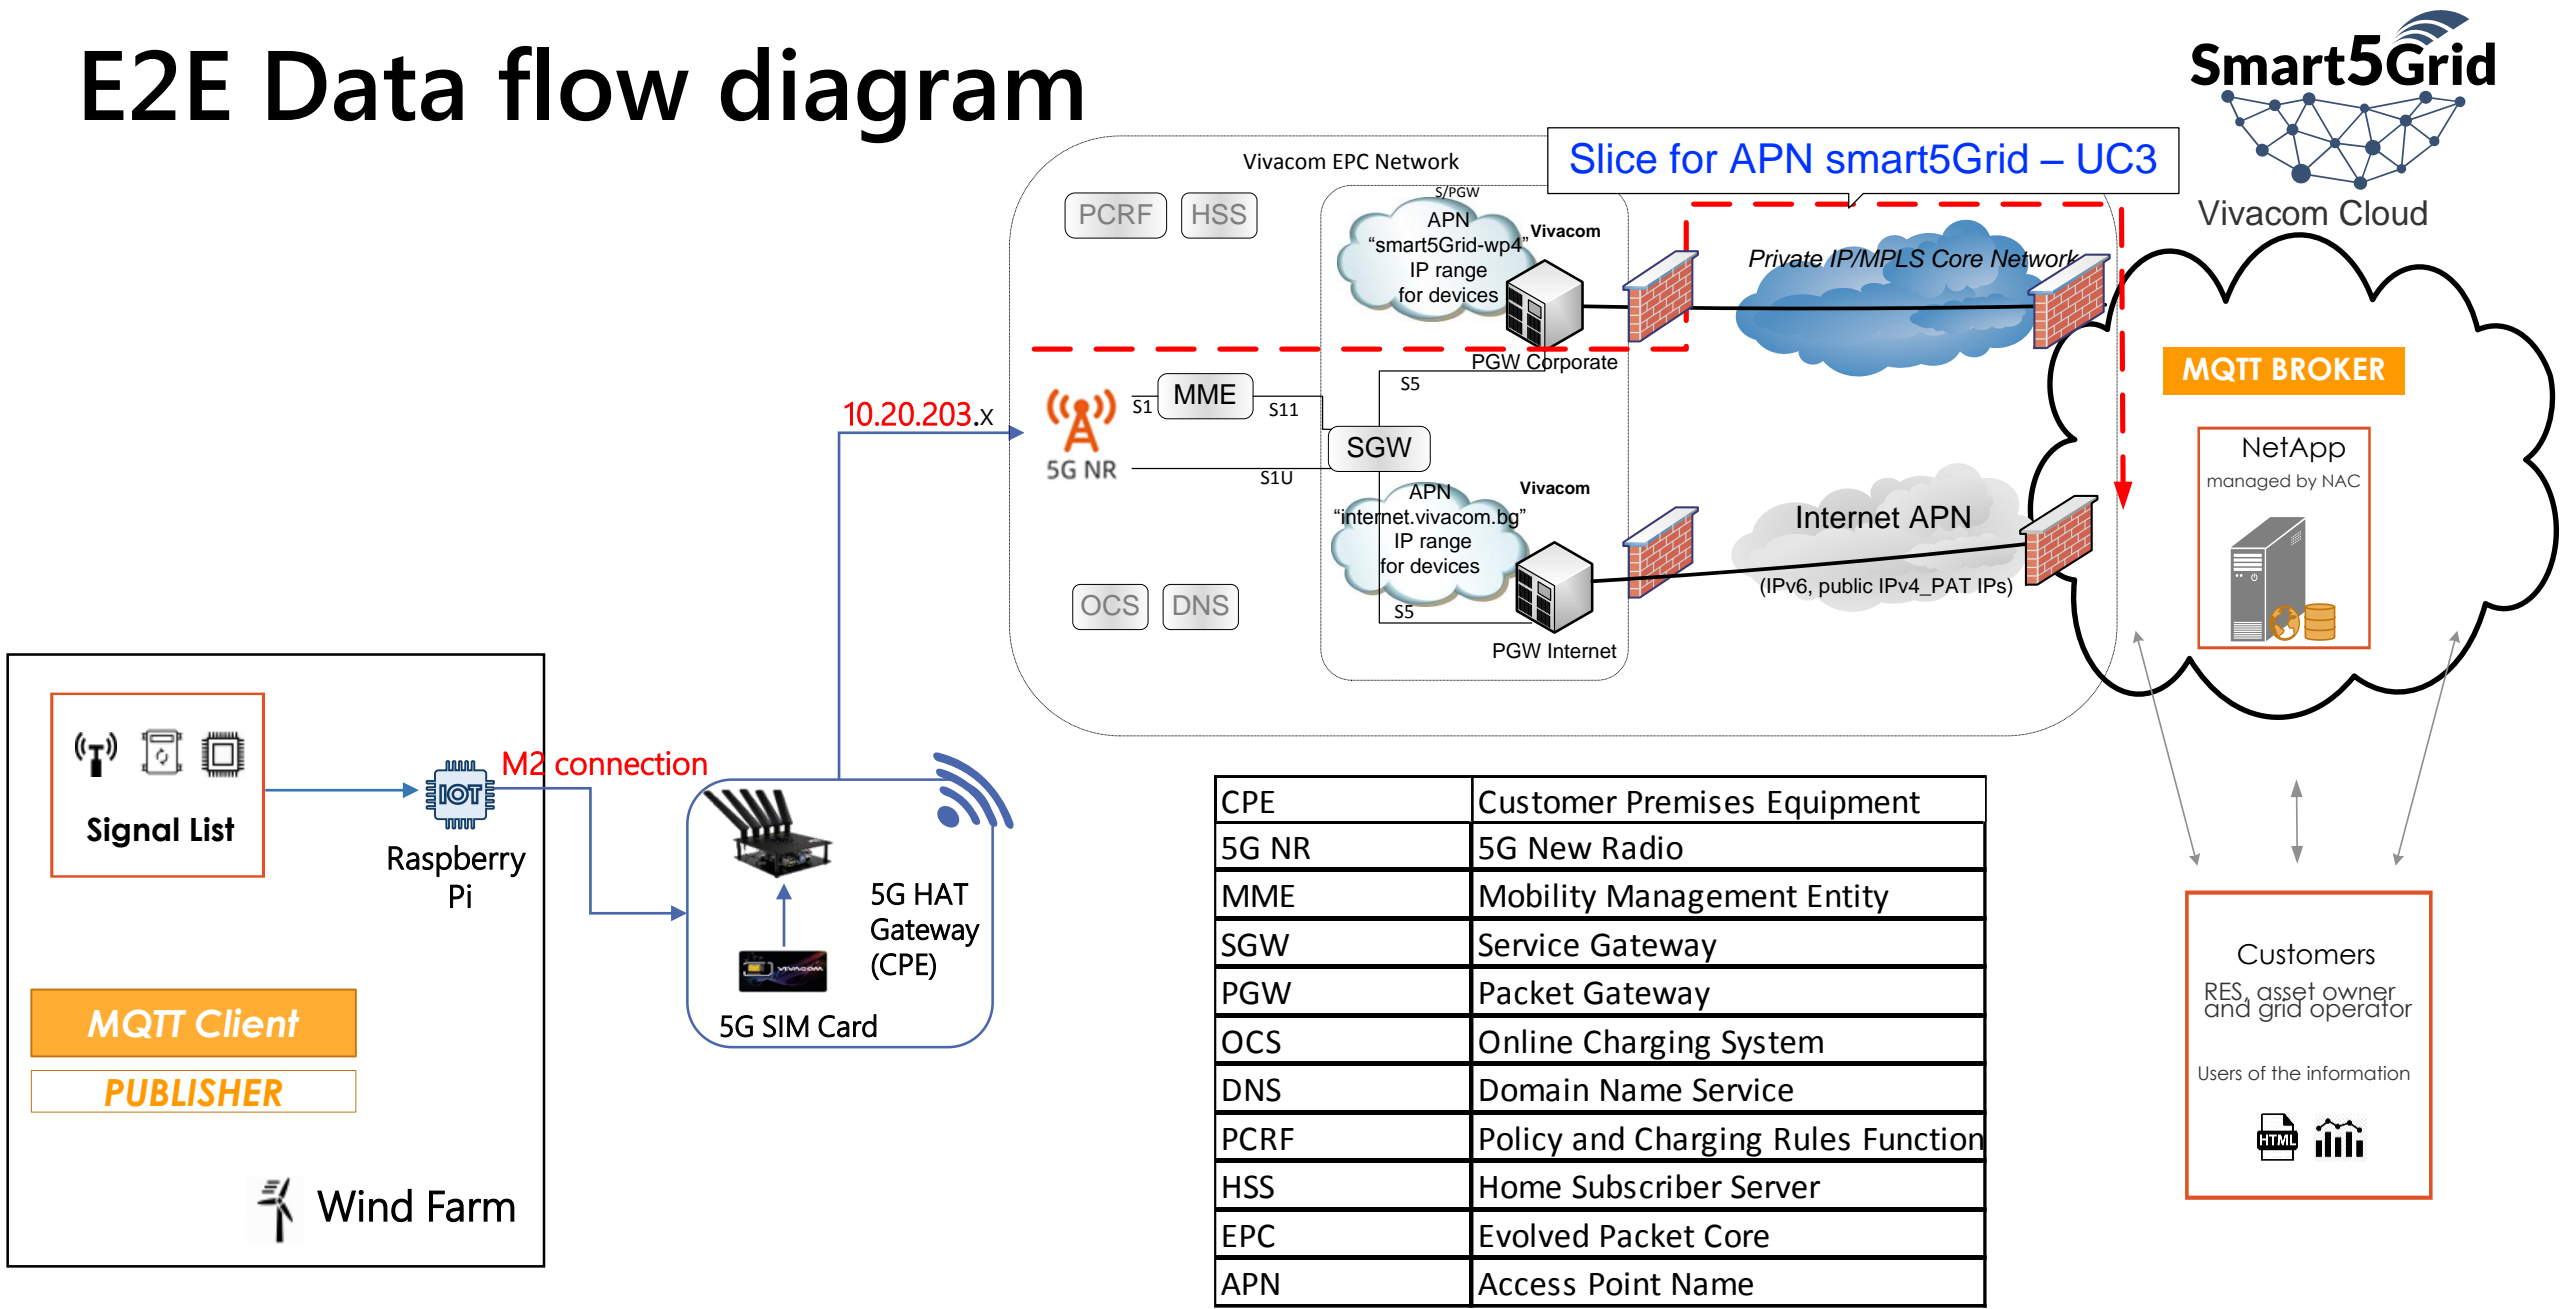 E2E Data flow diagram
Smart5Grid
Vivacom Cloud
Vivacom EPC Network
Slice for APN smart5Grid – UC3
PCRF
HSS
S/PGW
APN
“smart5Grid-wp4”
IP range
for devices
Vivacom
Private IP/MPLS Core Network
PGW Corporate
MQTT BROKER
NetApp
managed by NAC
10.20.203.x
5G NR
S1
MME
S11
S5
SGW
S1U
APN
“internet.vivacom.bg”
IP range
for devices
Vivacom
Internet APN
(IPv6, public IPv4_PAT IPs)
S5
PGW Internet
OCS
DNS
Signal List
IOT
Raspberry
Pi
M2 connection
5G HAT
Gateway
(CPE)
VIVACOM
5G SIM Card
MQTT Client
PUBLISHER
Wind Farm
CPE Customer Premises Equipment
5G NR 5G New Radio
MME Mobility Management Entity
SGW Service Gateway
PGW Packet Gateway
OCS Online Charging System
DNS Domain Name Service
PCRF Policy and Charging Rules Function
HSS Home Subscriber Server
EPC Evolved Packet Core
APN Access Point Name
Customers
RES, asset owner
and grid operator
Users of the information
HTML